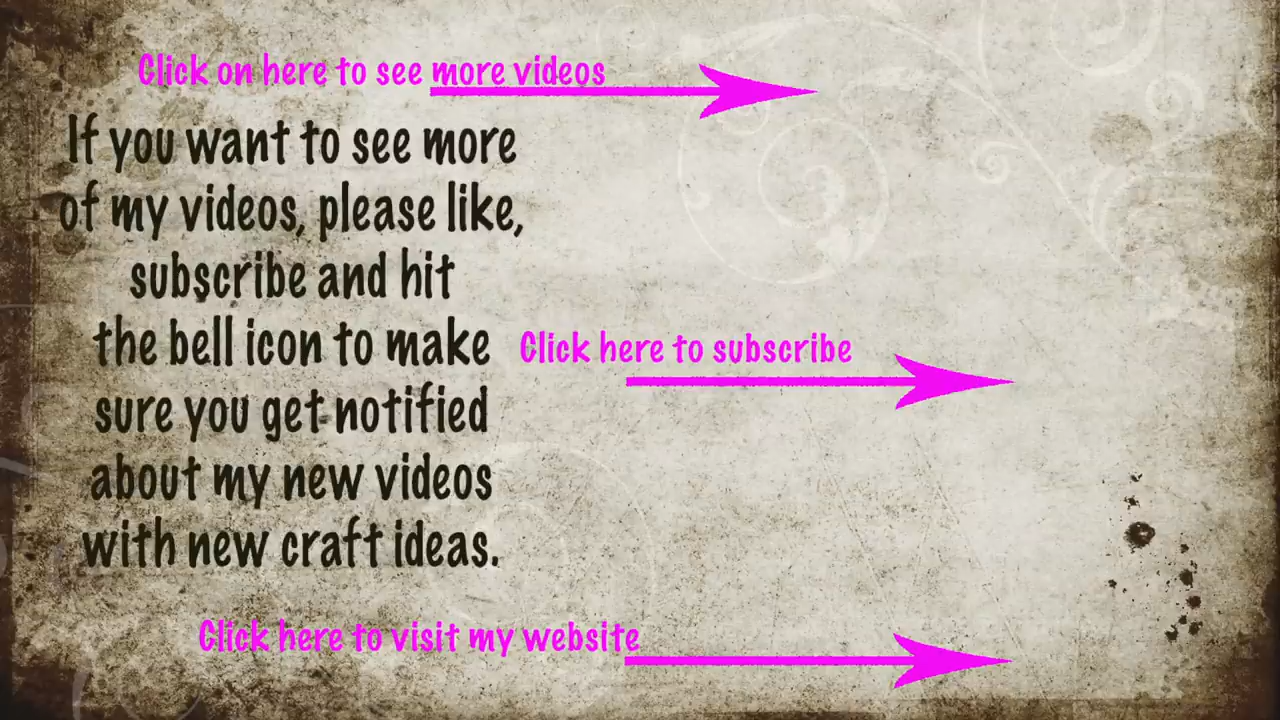 Click on here to see more videos
If you want to see more
of my videos, please like,
subscribe and hit
the bell icon to make
sure you get notified
about my new videos
with new craft ideas.
Click here to subscribe
Click here to visit my website